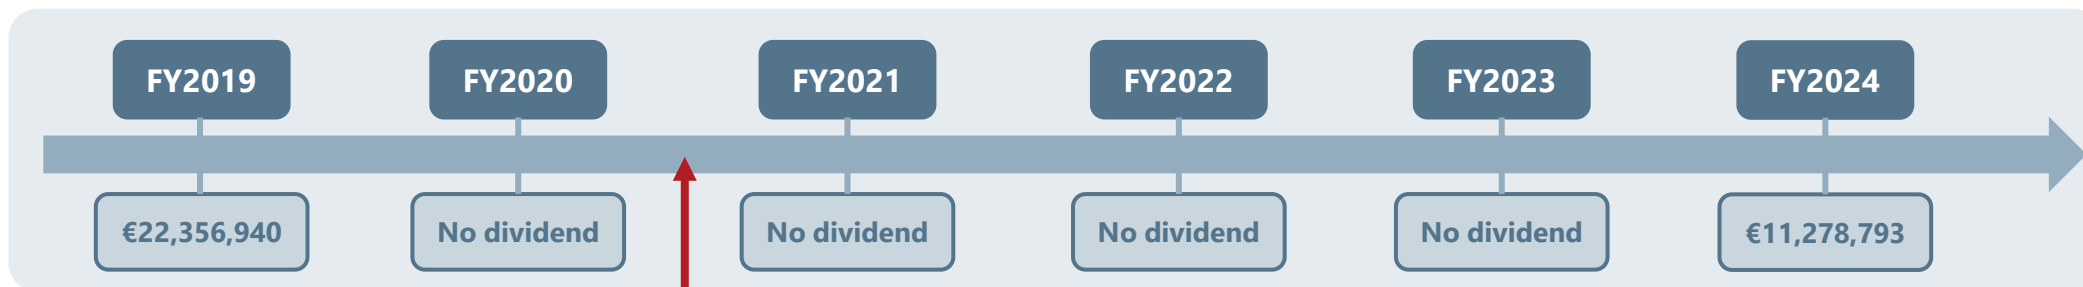 FY2019
FY2020
FY2021
FY2022
FY2023
FY2024
€22,356,940
No dividend
No dividend
No dividend
No dividend
€11,278,793